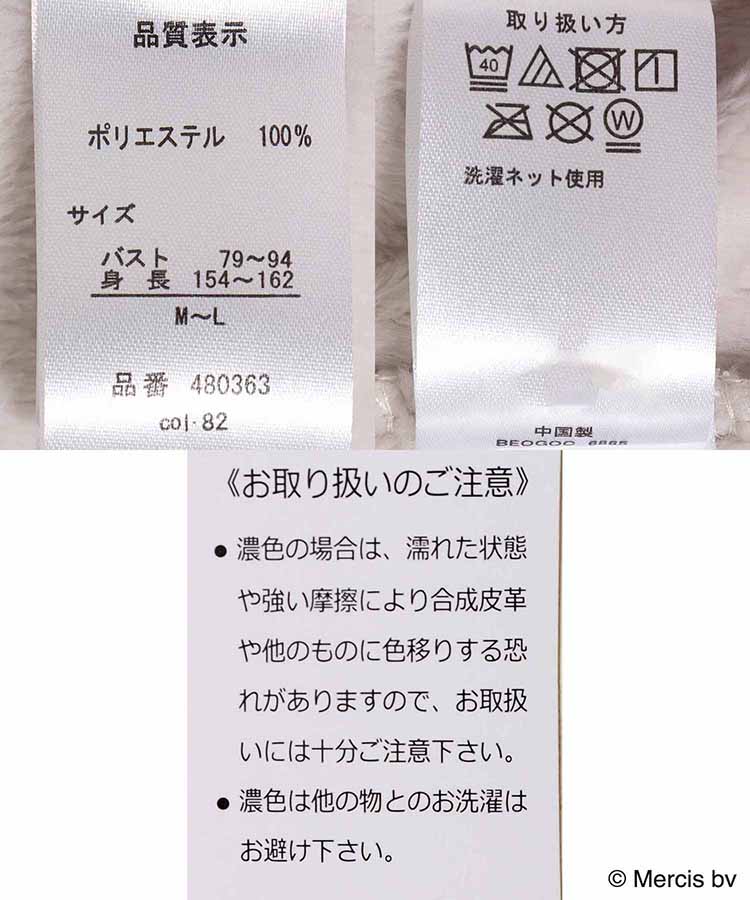 品質表示
ポリエステル 100%
サイズ
バスト 79～94
身長 154～162
M～L
品番 480363
col·82
取り扱い方
40
W
洗濯ネット使用
中国製
《お取り扱いのご注意》
● 濃色の場合は、濡れた状態
や強い摩擦により合成皮革
や他のものに色移りする恐
れがありますので、お取扱
いには十分ご注意下さい。
● 濃色は他の物とのお洗濯は
お避け下さい。
© Mercis bv